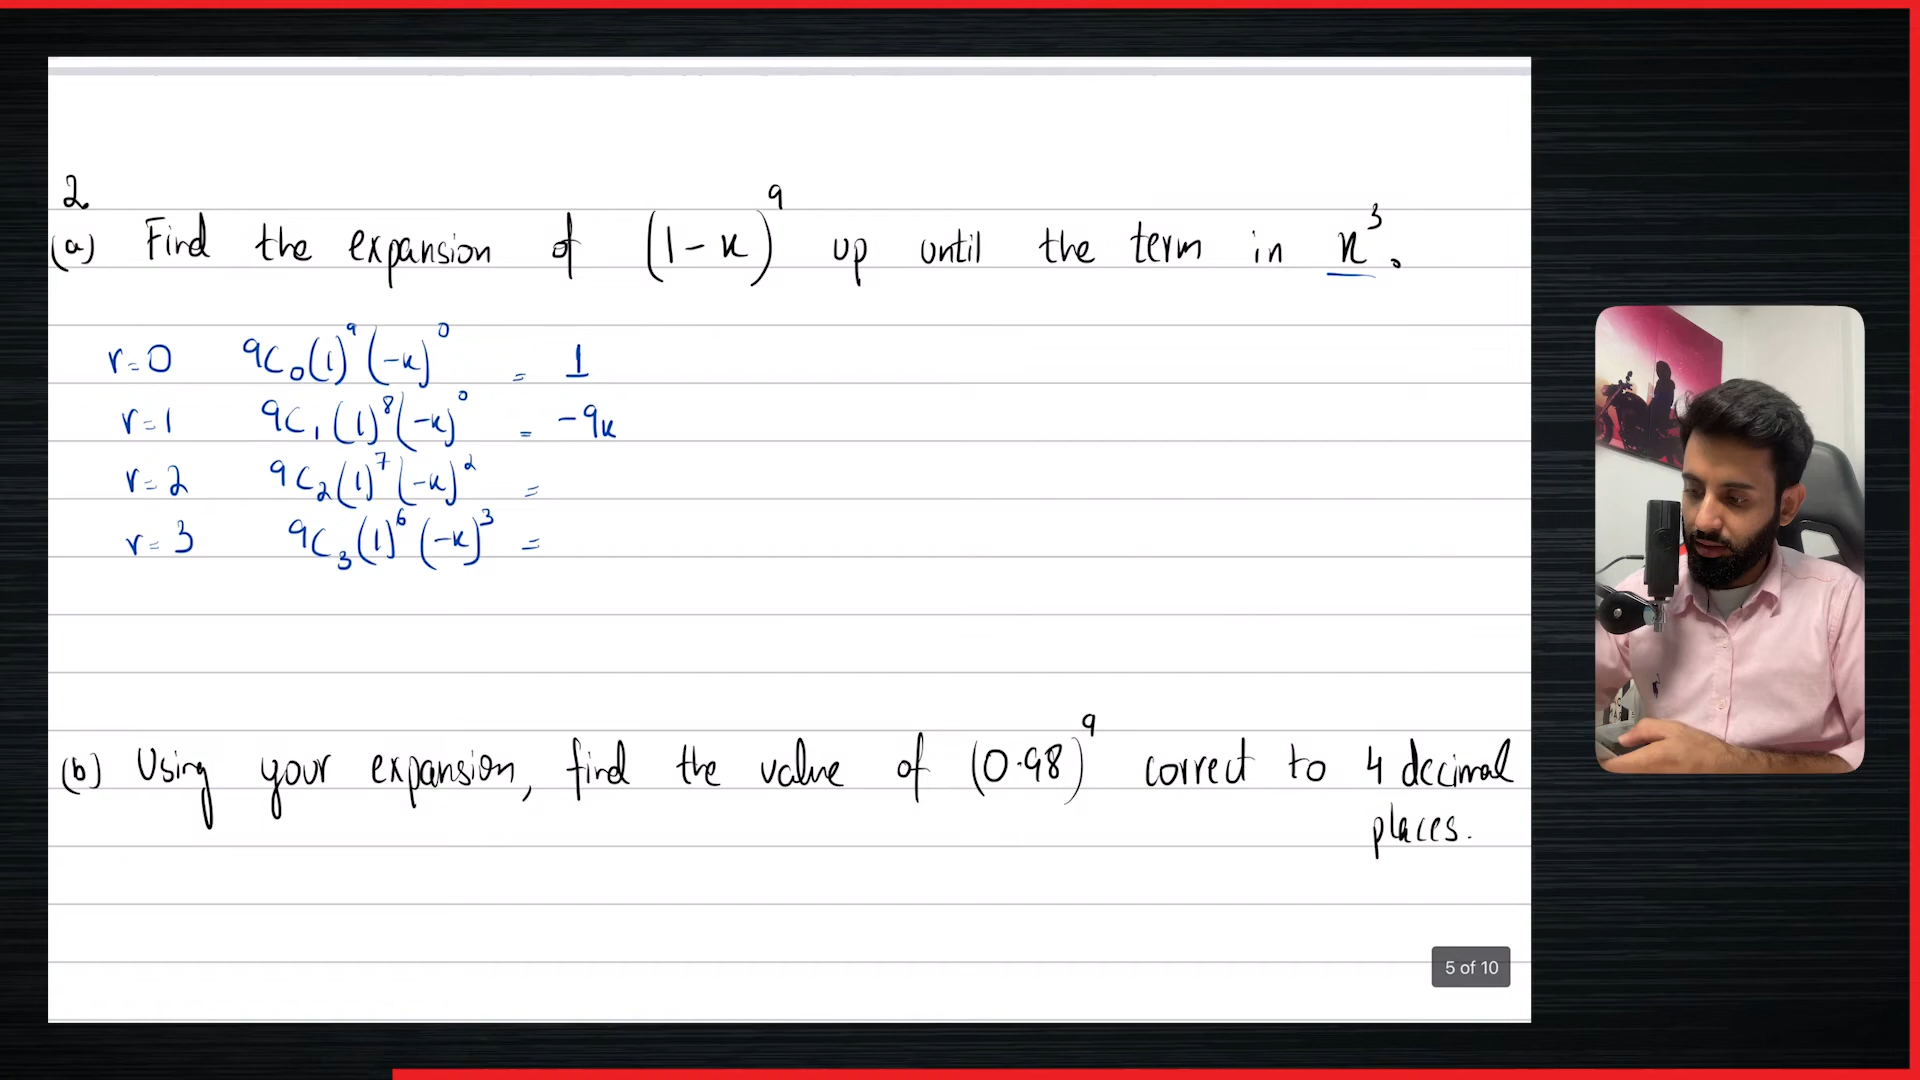 2
(a) Find the expansion of (1-x)^9 up until the term in x^3.
r=0 9C₀(1)^9(-x)^0 = 1
r=1 9C₁(1)^8(-x)^0 = -9x
r=2 9C₂(1)^7(-x)^2 =
r=3 9C₃(1)^6(-x)^3 =
(b) Using your expansion, find the value of (0.98)^9 correct to 4 decimal
places.
5 of 10